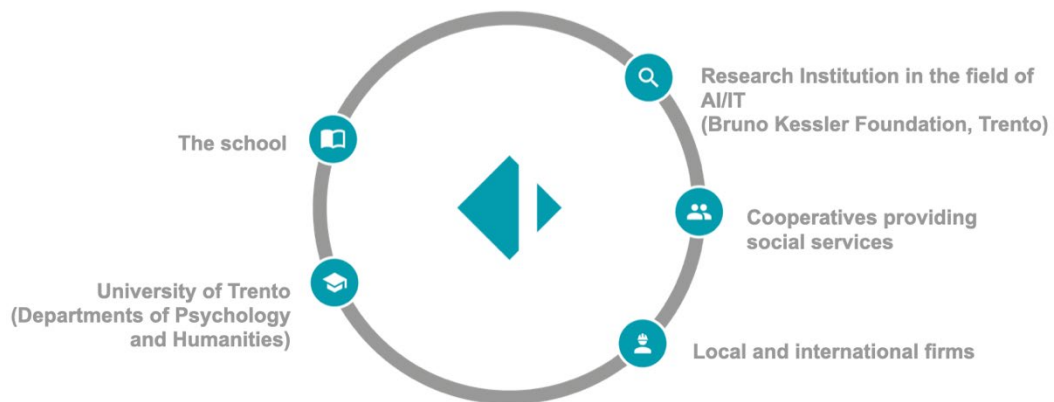 Research Institution in the field of
AI/IT
(Bruno Kessler Foundation, Trento)
The school
Cooperatives providing
social services
University of Trento
(Departments of Psychology
and Humanities)
Local and international firms